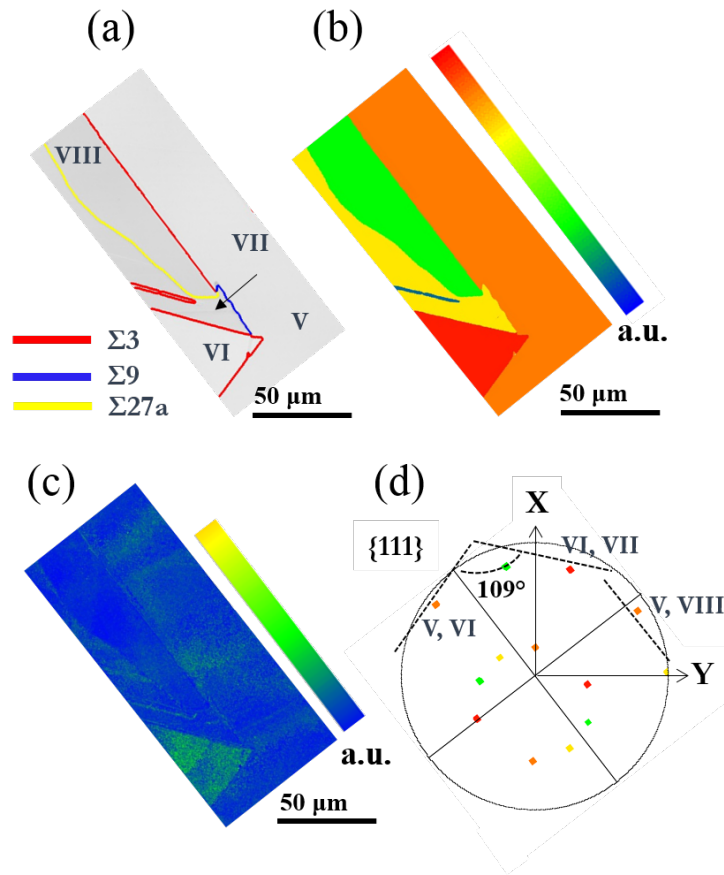 (a)
(b)
VIII
VII
V
VI
Σ3
Σ9
Σ27a
50 μm
a.u.
50 μm
(c)
(d)
X
{111}
VI, VII
109°
V, VIII
V, VI
Y
a.u.
50 μm